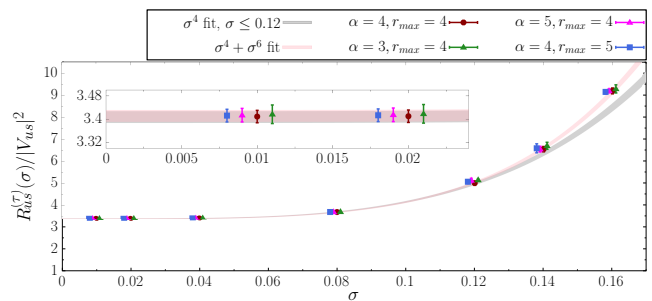 σ⁴ fit, σ ≤ 0.12 α = 4, r_max = 4 α = 5, r_max = 4
σ⁴ + σ⁶ fit α = 3, r_max = 4 α = 4, r_max = 5
R_us^(τ)(σ)/|V_us|²
10
9
8
7
6
5
4
3
2
1
3.48
3.4
3.32
0 0.005 0.01 0.015 0.02
0 0.02 0.04 0.06 0.08 0.1 0.12 0.14 0.16
σ